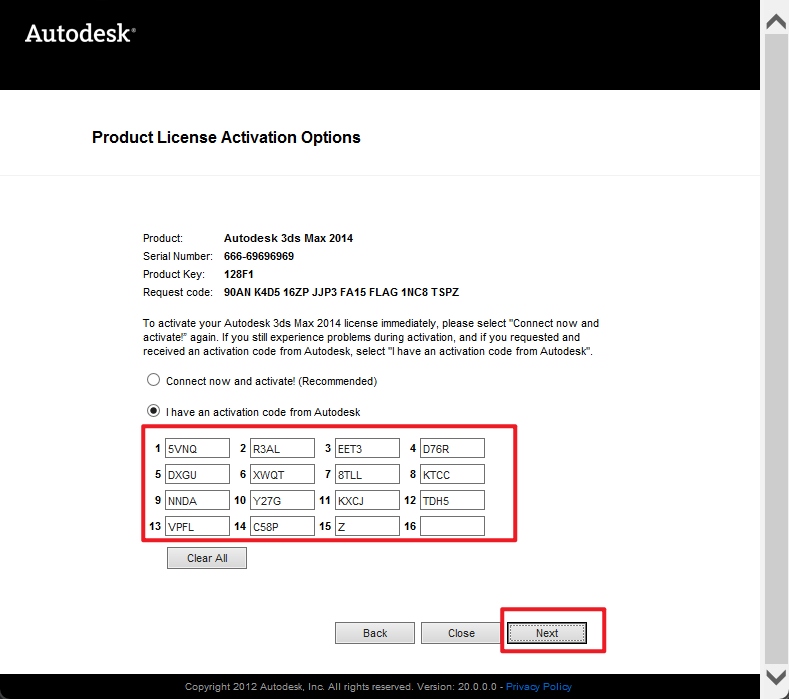 Autodesk®
Product License Activation Options
Product: Autodesk 3ds Max 2014
Serial Number: 666-69696969
Product Key: 128F1
Request code: 90AN K4D5 16ZP JJP3 FA15 FLAG 1NC8 TSPZ
To activate your Autodesk 3ds Max 2014 license immediately, please select "Connect now and
activate!" again. If you still experience problems during activation, and if you requested and
received an activation code from Autodesk, select "I have an activation code from Autodesk".
Connect now and activate! (Recommended)
I have an activation code from Autodesk
1 5VNQ 2 R3AL 3 EET3 4 D76R
5 DXGU 6 XWQT 7 8TLL 8 KTCC
9 NNDA 10 Y27G 11 KXCJ 12 TDH5
13 VPFL 14 C58P 15 Z 16
Clear All
Back Close Next
Copyright 2012 Autodesk, Inc. All rights reserved. Version: 20.0.0.0 - Privacy Policy